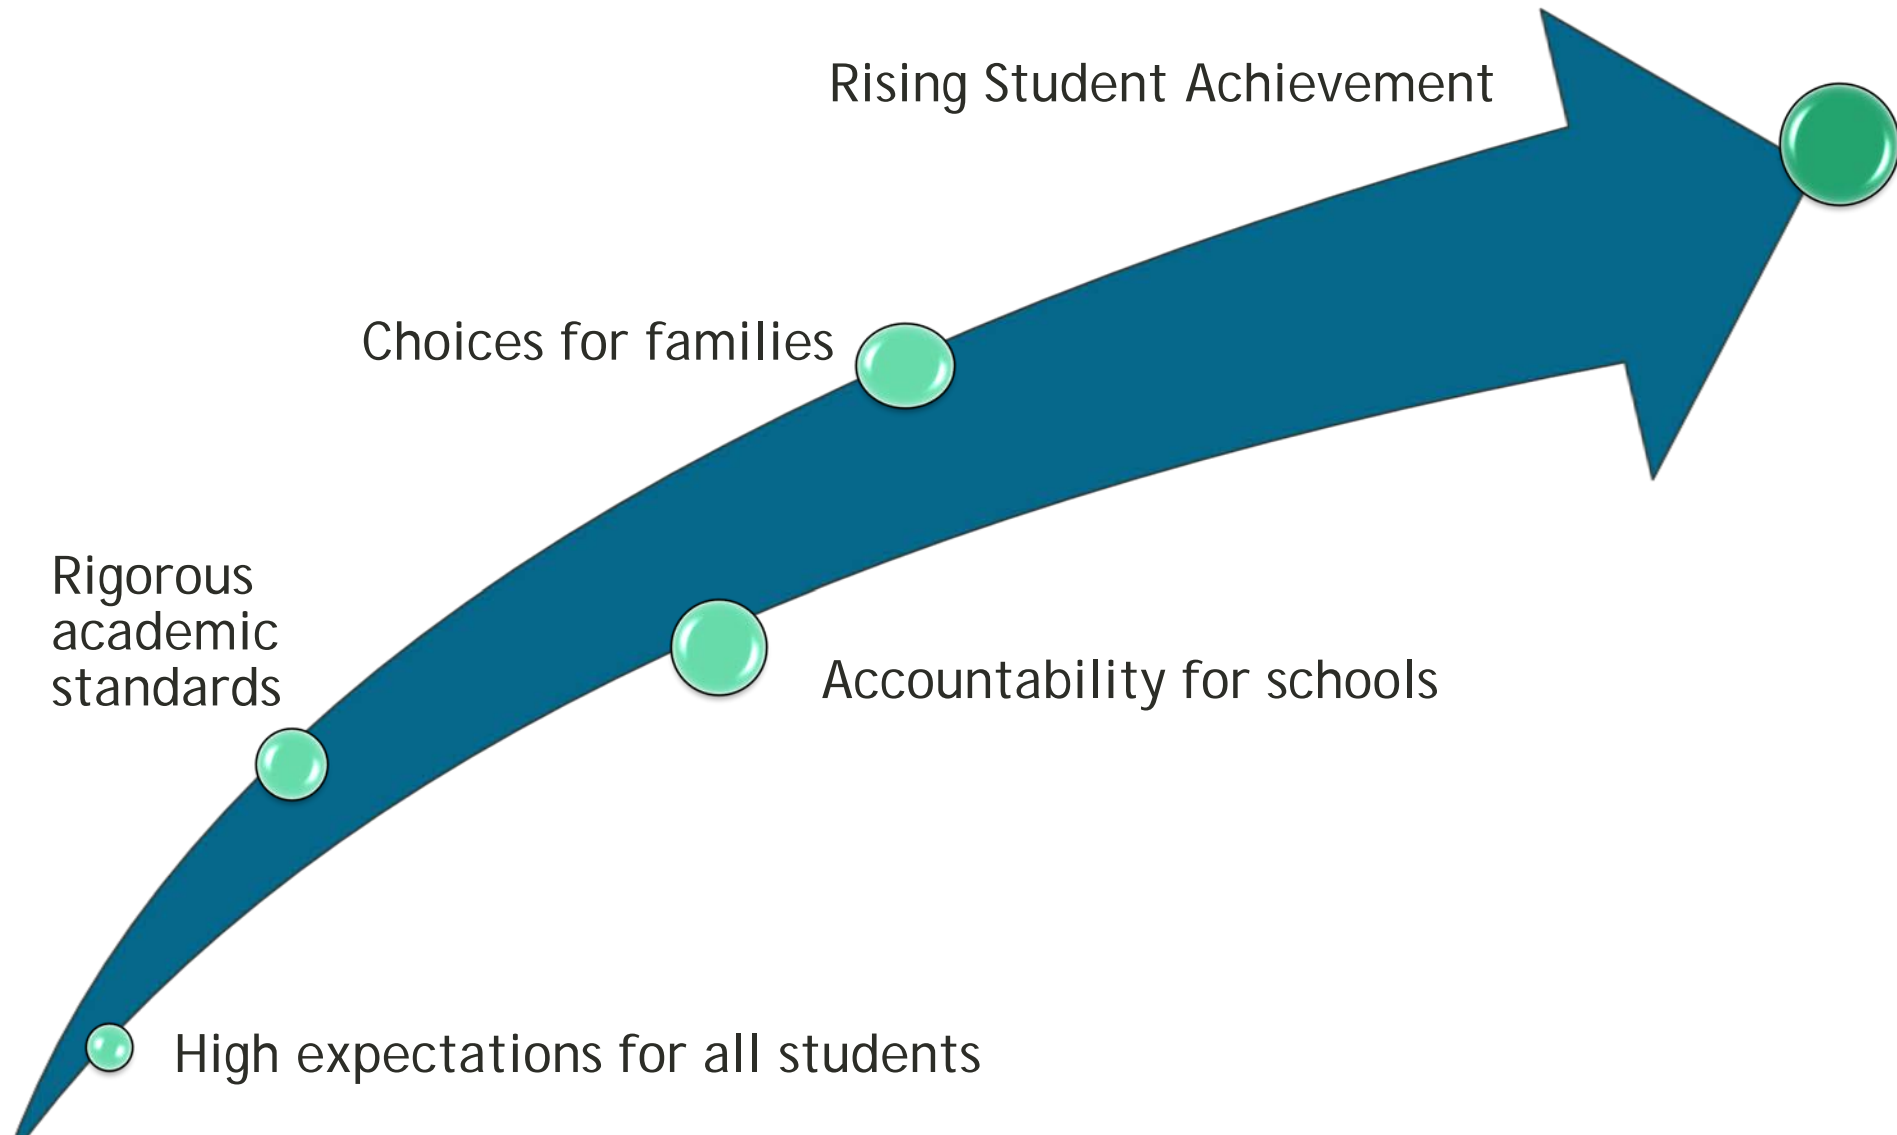 Rising Student Achievement
Choices for families
Rigorous
academic
standards
Accountability for schools
High expectations for all students